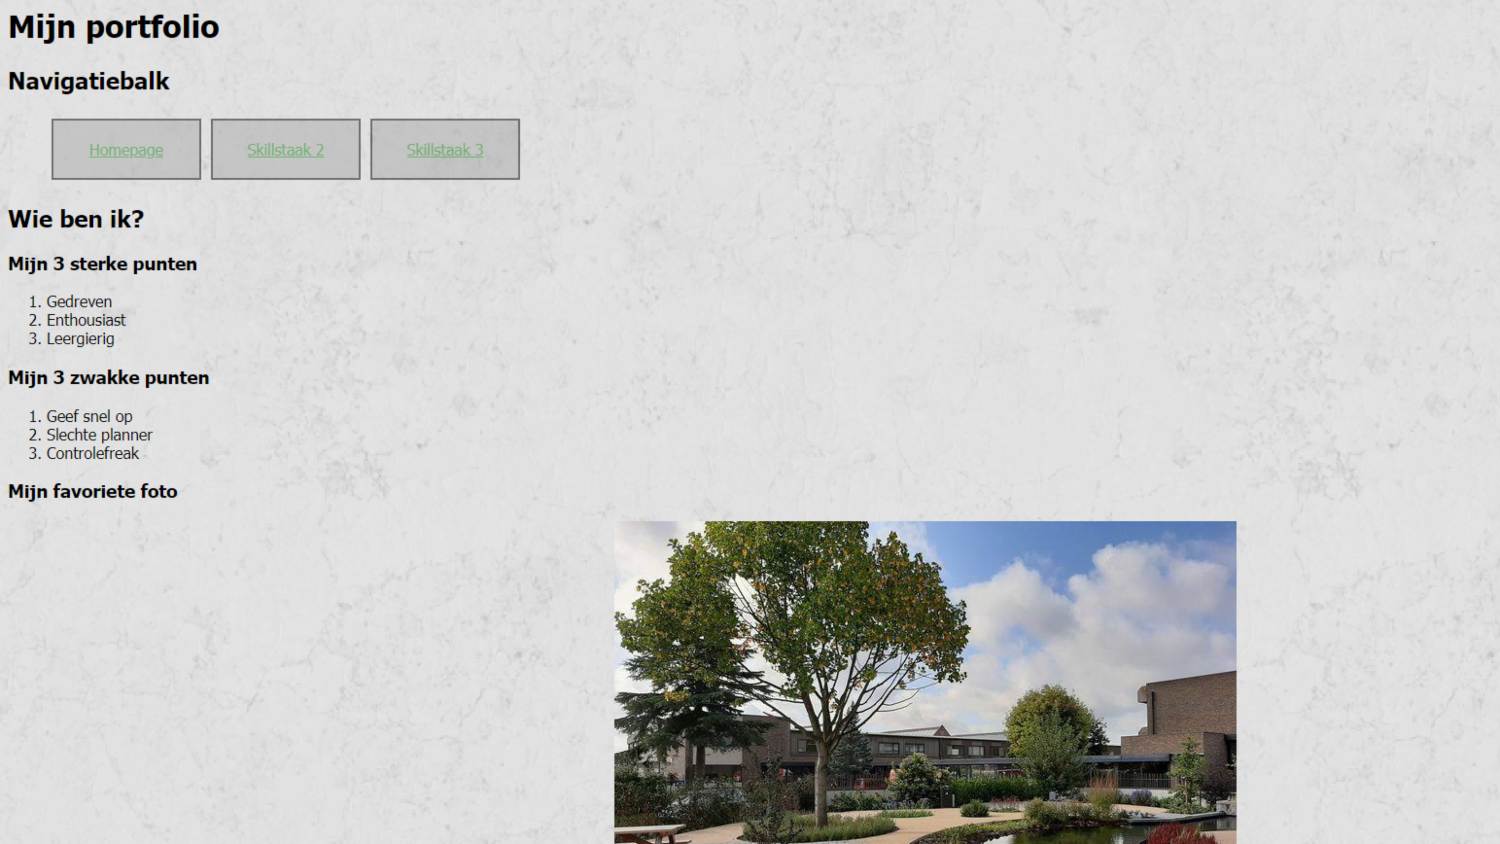 Mijn portfolio
Navigatiebalk
Homepage
Skillstaak 2
Skillstaak 3
Wie ben ik?
Mijn 3 sterke punten
1. Gedreven
2. Enthousiast
3. Leergierig
Mijn 3 zwakke punten
1. Geef snel op
2. Slechte planner
3. Controlefreak
Mijn favoriete foto